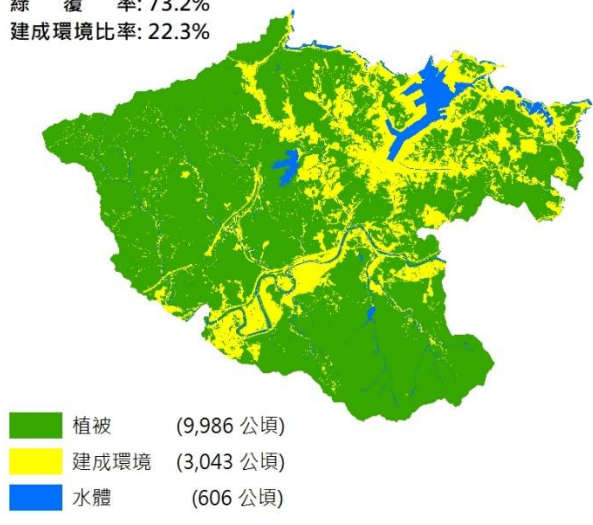 綠覆率: 73.2%
建成環境比率: 22.3%
植被 (9,986 公頃)
建成環境 (3,043 公頃)
水體 (606 公頃)